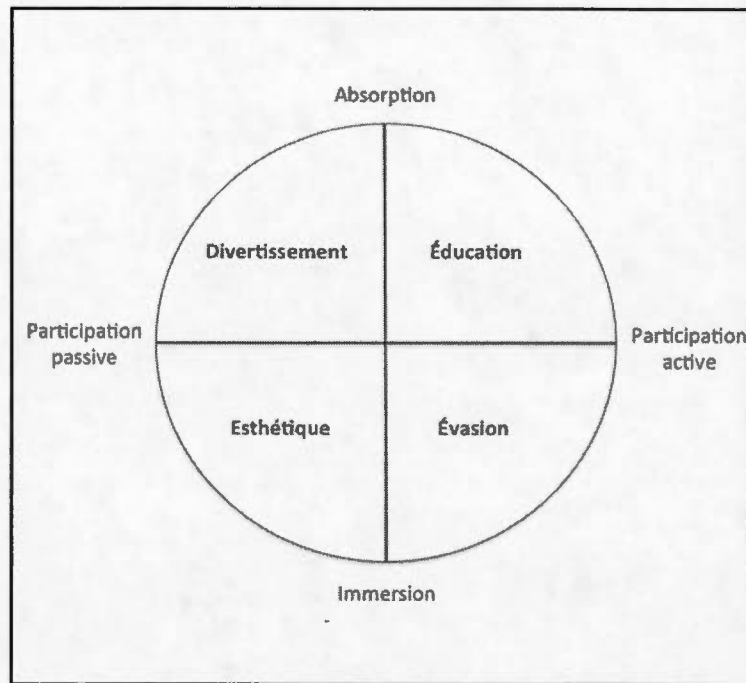 Absorption
Divertissement
Éducation
Participation
passive
Participation
active
Esthétique
Évasion
Immersion